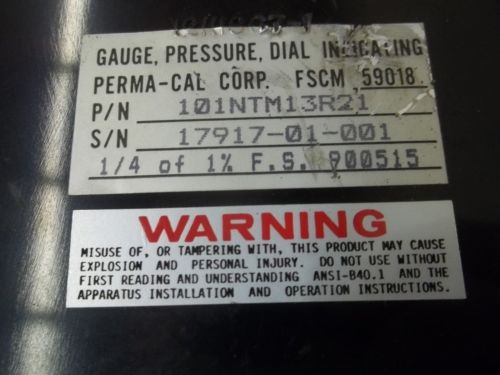 GAUGE, PRESSURE, DIAL INDICATING
PERMA-CAL CORP. FSCM 59018
P/N 101NTM13R21
S/N 17917-01-001
1/4 of 1% F.S. 900515
WARNING
MISUSE OF, OR TAMPERING WITH, THIS PRODUCT MAY CAUSE
EXPLOSION AND PERSONAL INJURY. DO NOT USE WITHOUT
FIRST READING AND UNDERSTANDING ANSI-B40.1 AND THE
APPARATUS INSTALLATION AND OPERATION INSTRUCTIONS.